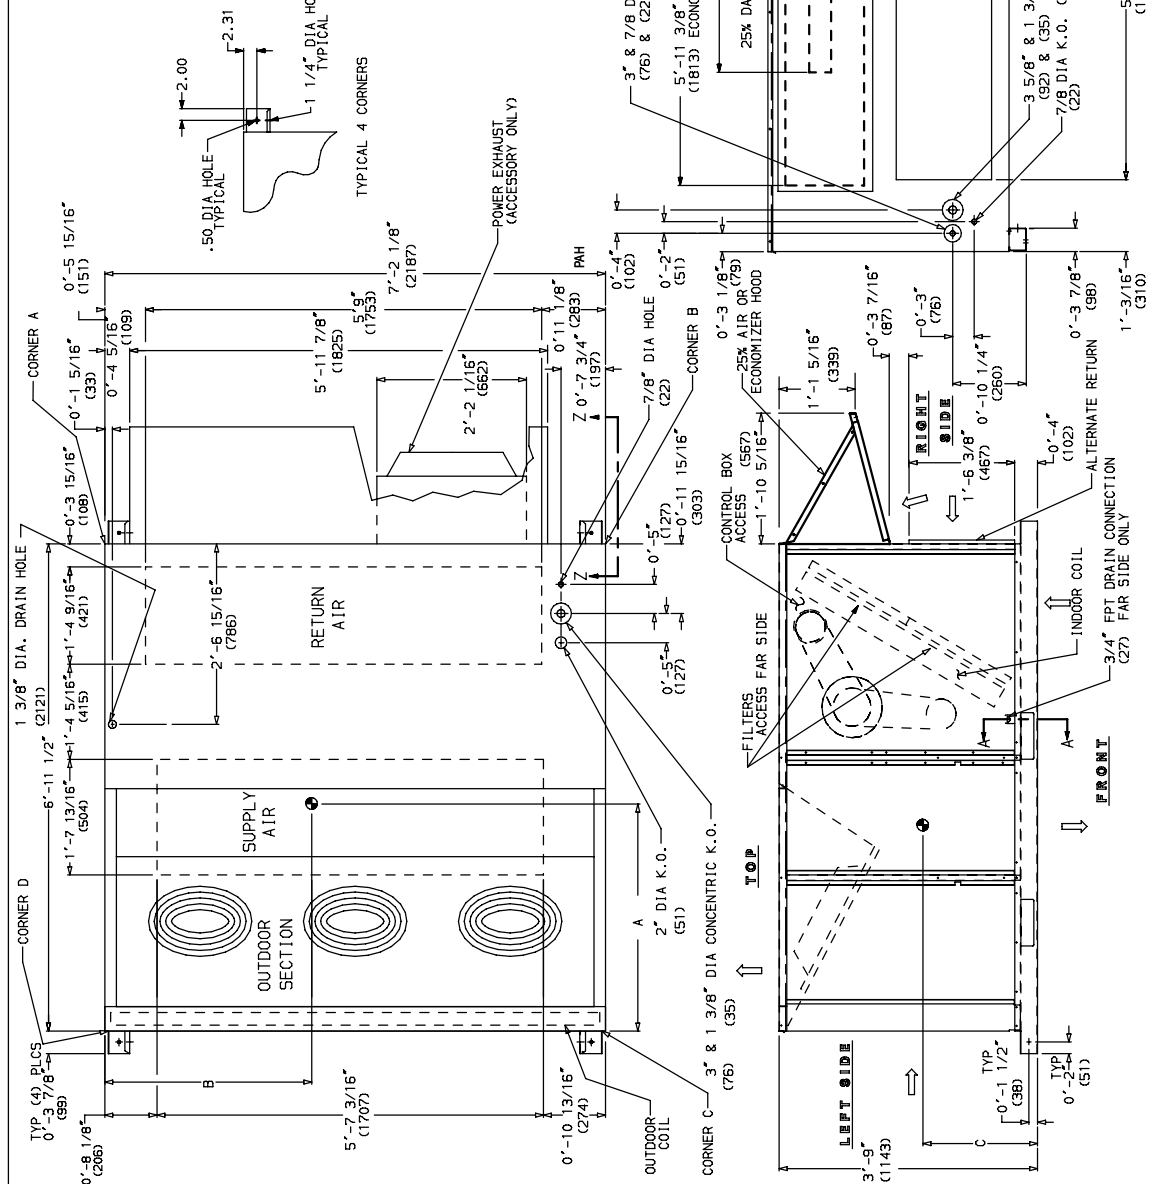 2.31
2.00
.50 DIA HOLE
TYPICAL
1 1/4" DIA HO
TYPICAL
TYPICAL 4 CORNERS
CORNER A
1 3/8" DIA. DRAIN HOLE
CORNER D
TYP (4) PLCS
0'-3 7/8"
(99)
6'-11 1/2"
(2121)
0'-3 15/16"
(108)
1'-4 9/16"
(421)
1'-4 5/16"
(415)
1'-7 13/16"
(504)
2'-6 15/16"
(786)
0'-1 5/16"
(33)
0'-4 5/16"
(109)
0'-5 15/16"
(151)
7'-2 1/8"
(2187)
5'9"
(1753)
5'-11 7/8"
(1825)
2'-2 1/16"
(662)
0'11 1/8"
(283)
0'-7 3/4"
(197)
PAH
POWER EXHAUST
(ACCESSORY ONLY)
RETURN
AIR
SUPPLY
AIR
OUTDOOR
SECTION
7/8" DIA HOLE
(22)
CORNER B
Z
Z
0'-5"
(127)
0'-11 15/16"
(303)
0'-5"
(127)
2" DIA K.O.
(51)
3" & 1 3/8" DIA CONCENTRIC K.O.
(76)
(35)
A
B
0'-8 1/8"
(206)
5'-7 3/16"
(1707)
0'-10 13/16"
(274)
OUTDOOR
COIL
CORNER C
25% DA
5'-11 3/8"
(1813) ECONO
3" & 7/8 D
(76) & (22
0'-4"
(102)
0'-2"
(51)
0'-3 1/8"
(79)
3 5/8" & 1 3/
(92) & (35)
7/8" DIA K.O. (
(22)
0'-3 7/16"
(87)
0'-3"
(76)
0'-10 1/4"
(260)
0'-3 7/8"
(98)
1'-3/16"
(310)
5
(1
RIGHT
SIDE
25% AIR OR
ECONOMIZER HOOD
1'-1 5/16"
(339)
1'-10 5/16"
(567)
CONTROL BOX
ACCESS
FILTERS
ACCESS FAR SIDE
1'-6 3/8"
(467)
0'-4"
(102)
ALTERNATE RETURN
INDOOR COIL
3/4" FPT DRAIN CONNECTION
(27) FAR SIDE ONLY
A
A
TOP
FRONT
LEFT SIDE
3'-9"
(1143)
C
TYP
0'-1 1/2"
(38)
TYP
0'-2"
(51)